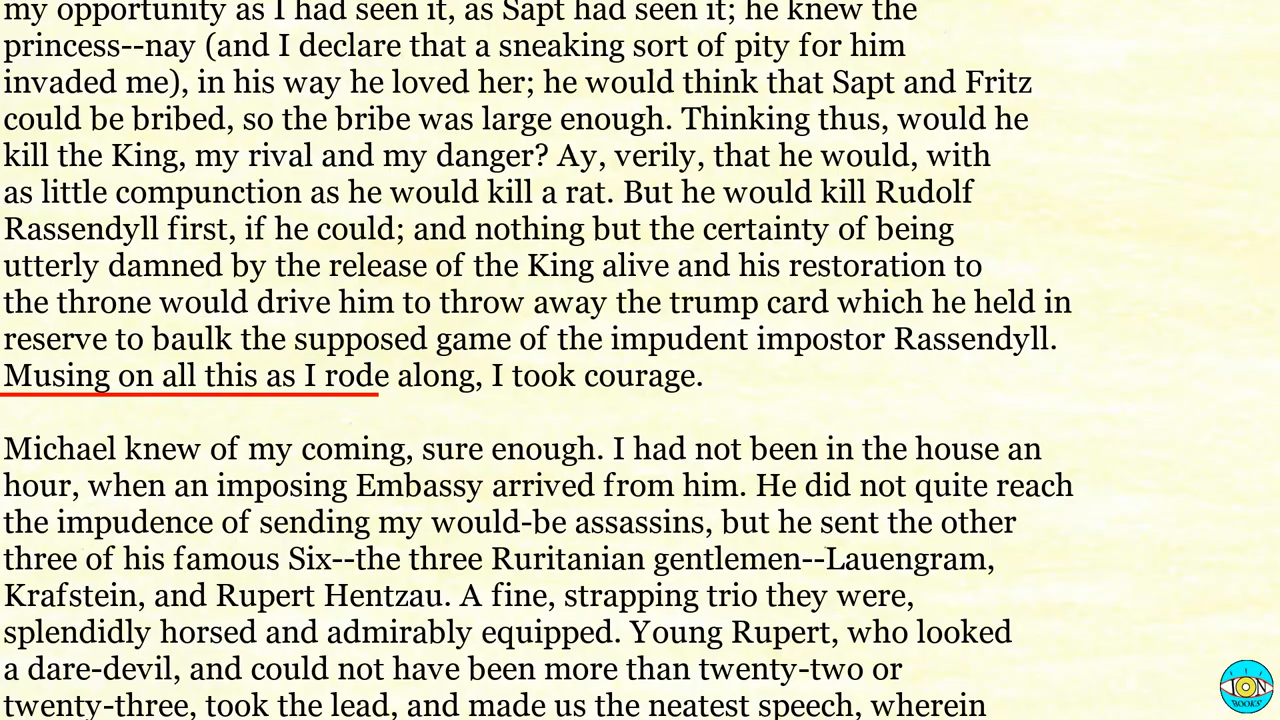 my opportunity as I had seen it, as Sapt had seen it; he knew the
princess--nay (and I declare that a sneaking sort of pity for him
invaded me), in his way he loved her; he would think that Sapt and Fritz
could be bribed, so the bribe was large enough. Thinking thus, would he
kill the King, my rival and my danger? Ay, verily, that he would, with
as little compunction as he would kill a rat. But he would kill Rudolf
Rassendyll first, if he could; and nothing but the certainty of being
utterly damned by the release of the King alive and his restoration to
the throne would drive him to throw away the trump card which he held in
reserve to baulk the supposed game of the impudent impostor Rassendyll.
Musing on all this as I rode along, I took courage.
Michael knew of my coming, sure enough. I had not been in the house an
hour, when an imposing Embassy arrived from him. He did not quite reach
the impudence of sending my would-be assassins, but he sent the other
three of his famous Six--the three Ruritanian gentlemen--Lauengram,
Krafstein, and Rupert Hentzau. A fine, strapping trio they were,
splendidly horsed and admirably equipped. Young Rupert, who looked
a dare-devil, and could not have been more than twenty-two or
twenty-three, took the lead, and made us the neatest speech, wherein
ION
BOOKS